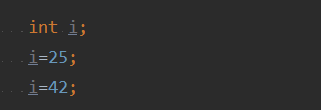 int i;
i=25;
i=42;